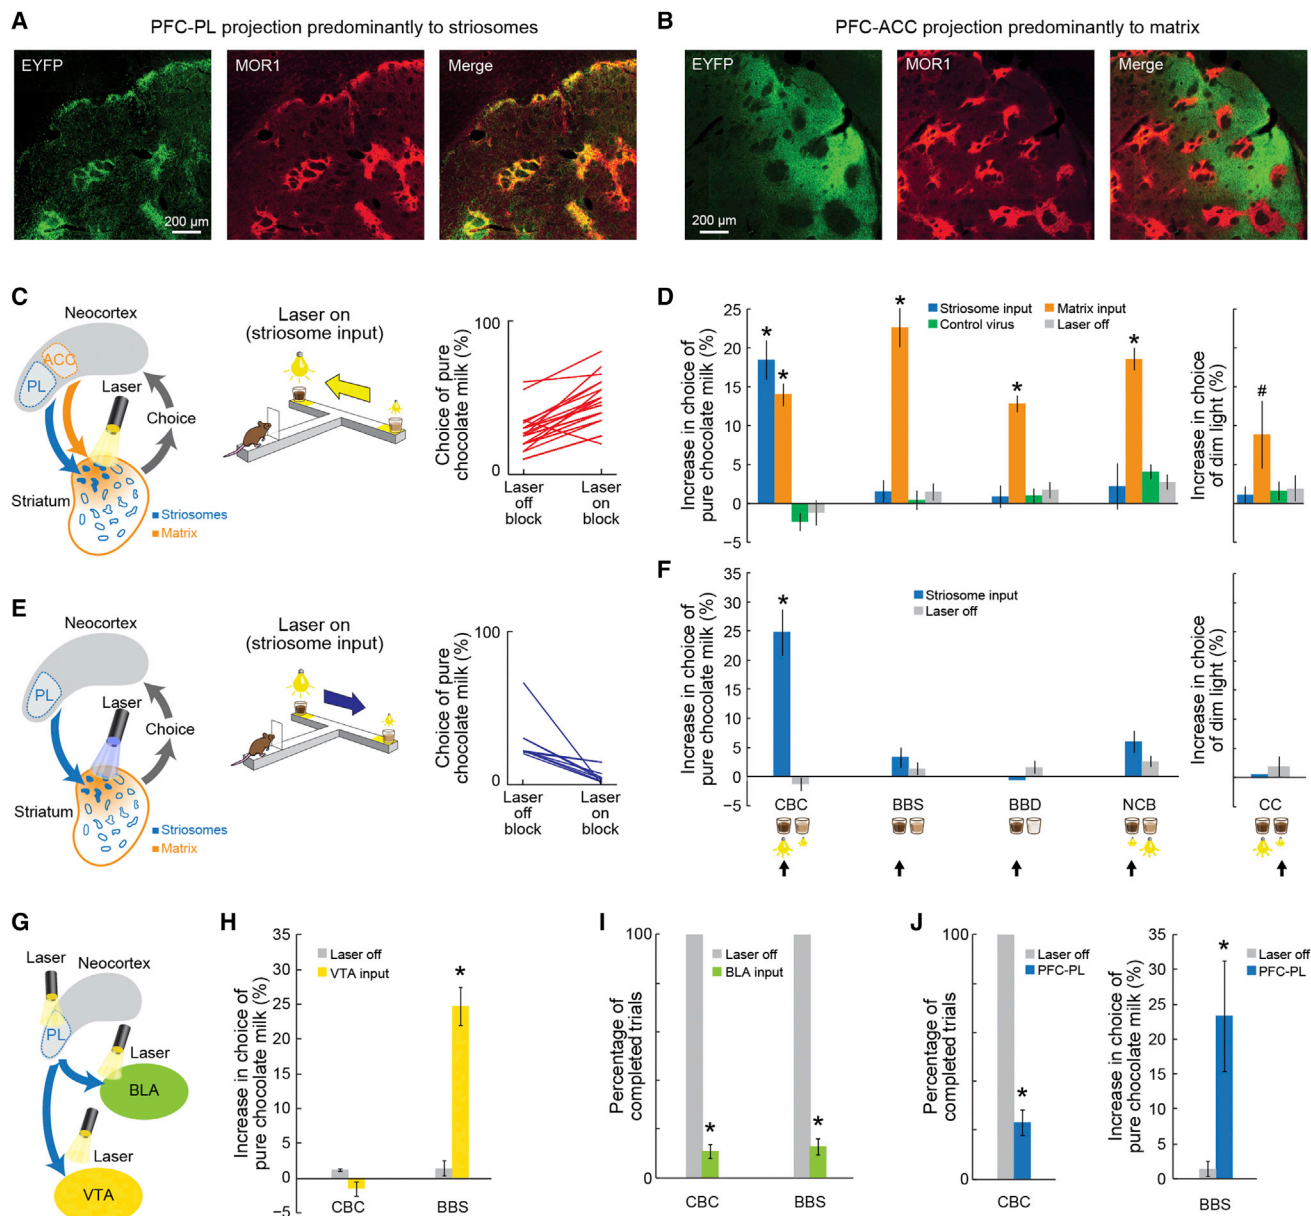 A
PFC-PL projection predominantly to striosomes
EYFP
MOR1
Merge
200 µm
B
PFC-ACC projection predominantly to matrix
EYFP
MOR1
Merge
200 µm
C
Neocortex
ACC
PL
Laser
Choice
Striatum
Striosomes
Matrix
Laser on
(striosome input)
Choice of pure
chocolate milk (%)
100
0
Laser
off
block
Laser
on
block
D
Increase in choice of
pure chocolate milk (%)
25
20
15
10
5
0
−5
Striosome input
Matrix input
Control virus
Laser off
*
*
*
*
*
Increase in choice
of dim light (%)
#
E
Neocortex
PL
Laser
Choice
Striatum
Striosomes
Matrix
Laser on
(striosome input)
Choice of pure
chocolate milk (%)
100
0
Laser
off
block
Laser
on
block
F
Increase in choice of
pure chocolate milk (%)
35
30
25
20
15
10
5
0
−5
*
Striosome input
Laser off
CBC
BBS
BBD
NCB
Increase in choice
of dim light (%)
CC
G
Laser
Neocortex
PL
Laser
BLA
Laser
VTA
H
Increase in choice of
pure chocolate milk (%)
35
30
25
20
15
10
5
0
−5
Laser off
VTA input
*
CBC
BBS
I
Percentage of
completed trials
100
0
Laser off
BLA input
*
*
CBC
BBS
J
Percentage of
completed trials
100
0
Laser off
PFC-PL
*
CBC
Increase in choice of
pure chocolate milk (%)
35
30
25
20
15
10
5
0
*
Laser off
PFC-PL
BBS